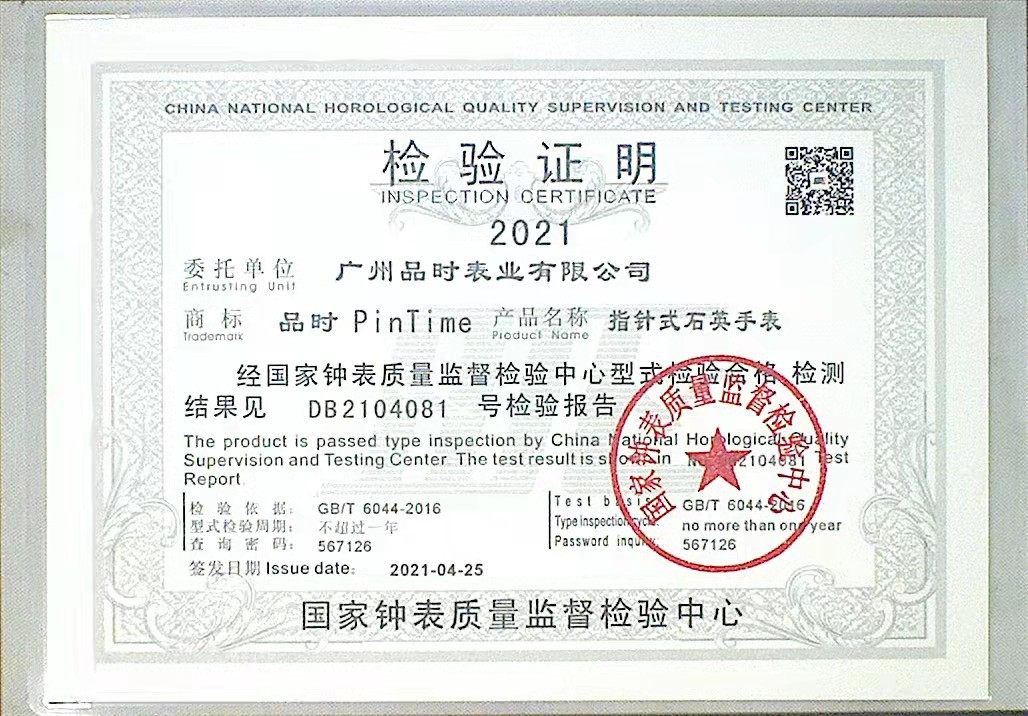 CHINA NATIONAL HOROLOGICAL QUALITY SUPERVISION AND TESTING CENTER
检验证明
INSPECTION CERTIFICATE
2021
委托单位 广州品时表业有限公司
Entrusting Unit
商标 品时 PinTime 产品名称 指针式石英手表
Trademark Product Name
经国家钟表质量监督检验中心型式检验合格 检测
结果见 DB2104081 号检验报告
The product is passed type inspection by China National Horological Quality
Supervision and Testing Center. The test result is shown in No. DB2104081 Test
Report.
检验依据: GB/T 6044-2016 Test basis: GB/T 6044-2016
型式检验周期: 不超过一年 Type inspection cycle: no more than one year
查询密码: 567126 Password inquiry: 567126
签发日期 Issue date: 2021-04-25
国家钟表质量监督检验中心
国家钟表质量监督检验中心